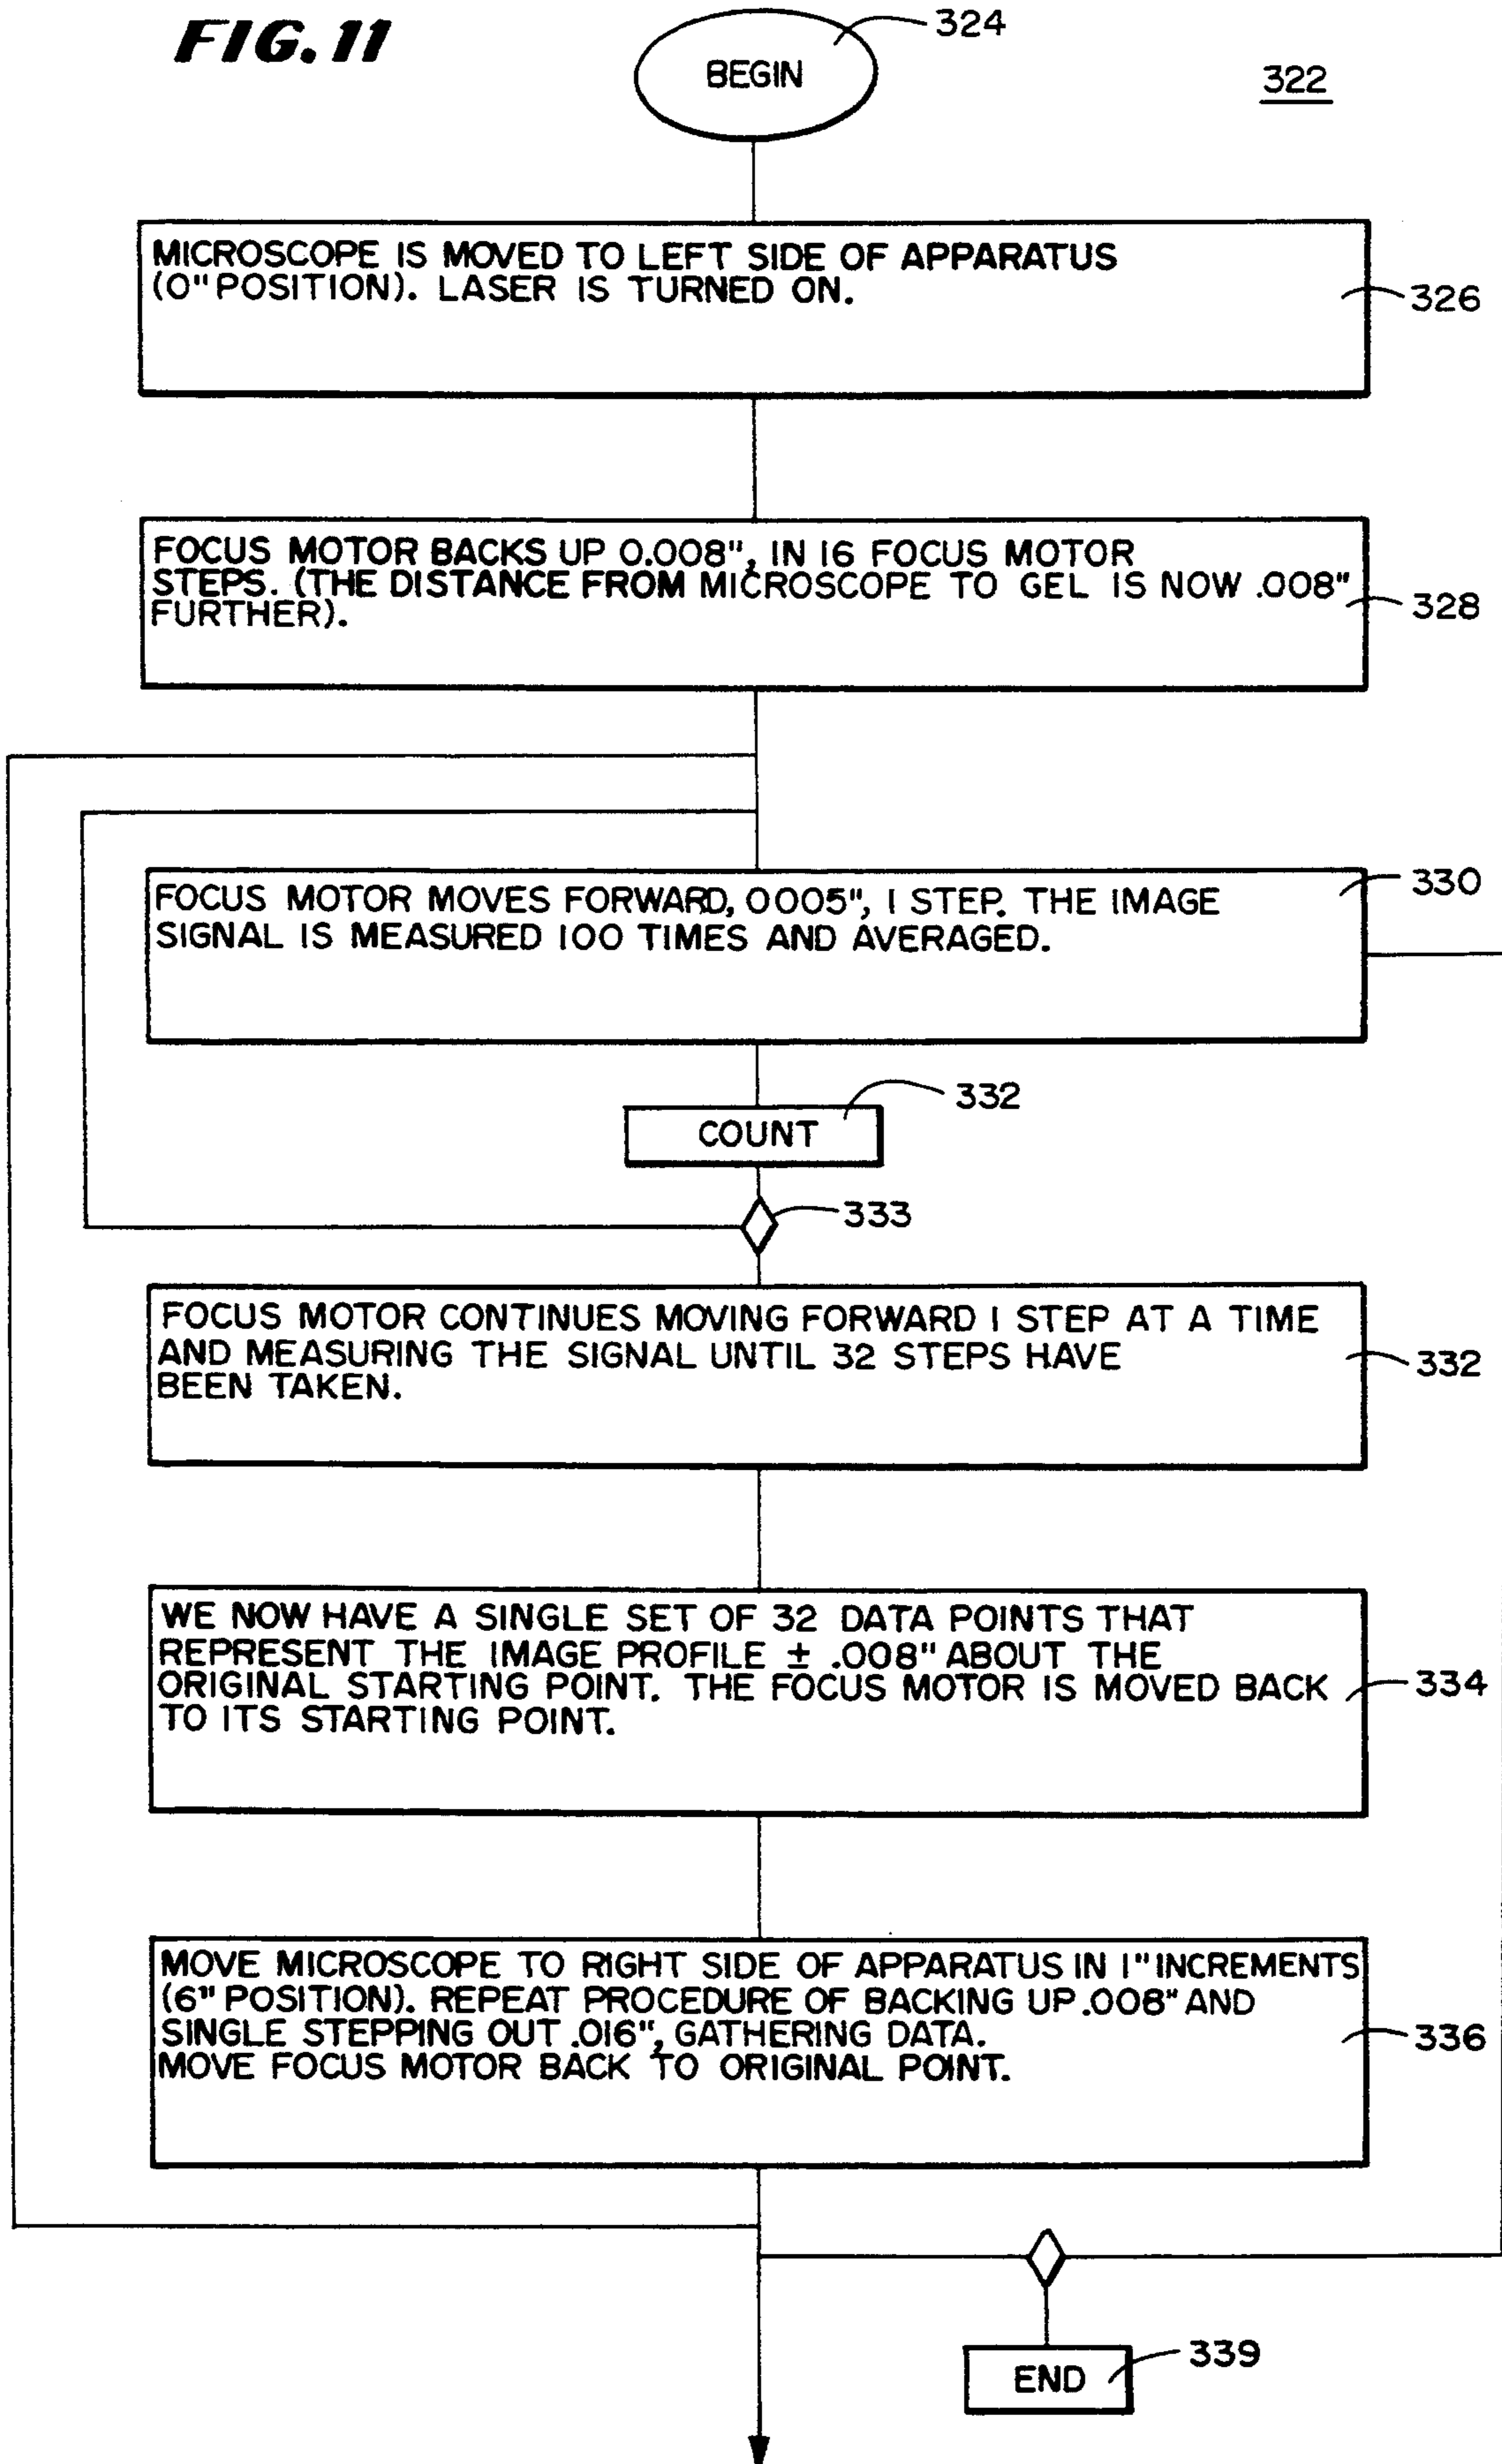 FIG. 11
324
BEGIN
322
MICROSCOPE IS MOVED TO LEFT SIDE OF APPARATUS
(0" POSITION). LASER IS TURNED ON.
326
FOCUS MOTOR BACKS UP 0.008", IN 16 FOCUS MOTOR
STEPS. (THE DISTANCE FROM MICROSCOPE TO GEL IS NOW .008"
FURTHER).
328
FOCUS MOTOR MOVES FORWARD, 0005", 1 STEP. THE IMAGE
SIGNAL IS MEASURED 100 TIMES AND AVERAGED.
330
332
COUNT
333
FOCUS MOTOR CONTINUES MOVING FORWARD 1 STEP AT A TIME
AND MEASURING THE SIGNAL UNTIL 32 STEPS HAVE
BEEN TAKEN.
332
WE NOW HAVE A SINGLE SET OF 32 DATA POINTS THAT
REPRESENT THE IMAGE PROFILE ± .008" ABOUT THE
ORIGINAL STARTING POINT. THE FOCUS MOTOR IS MOVED BACK
TO ITS STARTING POINT.
334
MOVE MICROSCOPE TO RIGHT SIDE OF APPARATUS IN 1" INCREMENTS
(6" POSITION). REPEAT PROCEDURE OF BACKING UP .008" AND
SINGLE STEPPING OUT .016", GATHERING DATA.
MOVE FOCUS MOTOR BACK TO ORIGINAL POINT.
336
339
END